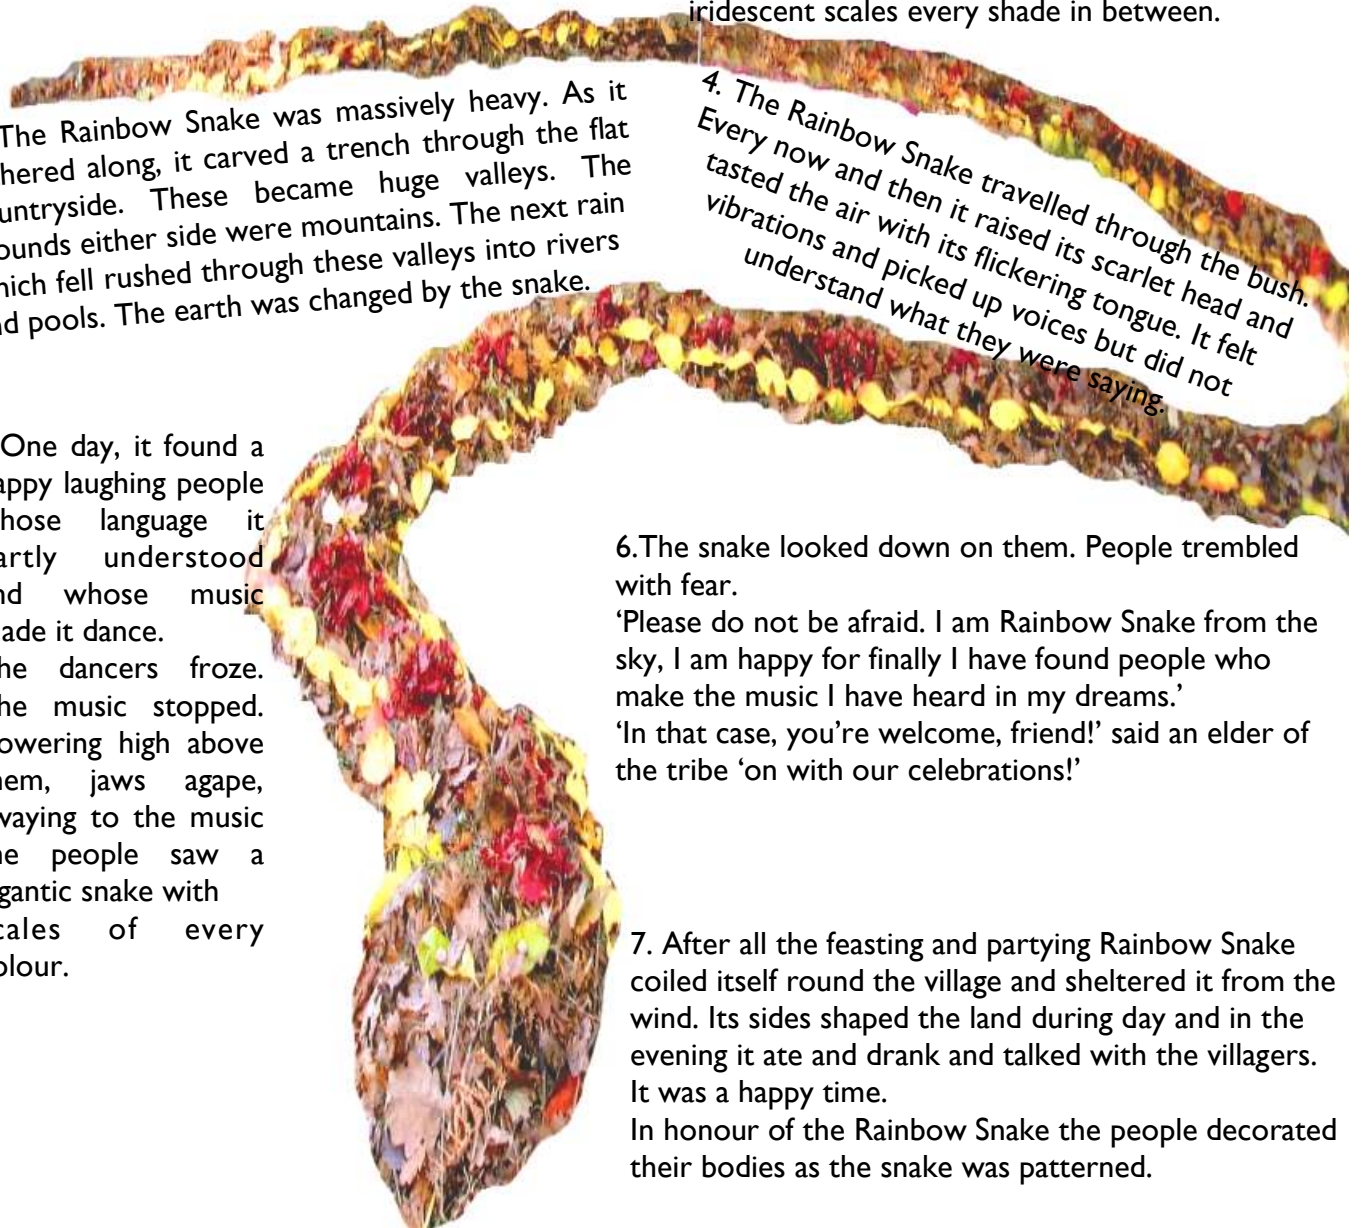 iridescent scales every shade in between.
The Rainbow Snake was massively heavy. As it
hered along, it carved a trench through the flat
untryside. These became huge valleys. The
ounds either side were mountains. The next rain
hich fell rushed through these valleys into rivers
nd pools. The earth was changed by the snake.
4. The Rainbow Snake travelled through the bush.
Every now and then it raised its scarlet head and
tasted the air with its flickering tongue. It felt
vibrations and picked up voices but did not
understand what they were saying.
One day, it found a
appy laughing people
hose language it
artly understood
nd whose music
ade it dance.
he dancers froze.
he music stopped.
owering high above
hem, jaws agape,
waying to the music
he people saw a
gantic snake with
cales of every
olour.
6.The snake looked down on them. People trembled
with fear.
‘Please do not be afraid. I am Rainbow Snake from the
sky, I am happy for finally I have found people who
make the music I have heard in my dreams.’
‘In that case, you’re welcome, friend!’ said an elder of
the tribe ‘on with our celebrations!’
7. After all the feasting and partying Rainbow Snake
coiled itself round the village and sheltered it from the
wind. Its sides shaped the land during day and in the
evening it ate and drank and talked with the villagers.
It was a happy time.
In honour of the Rainbow Snake the people decorated
their bodies as the snake was patterned.